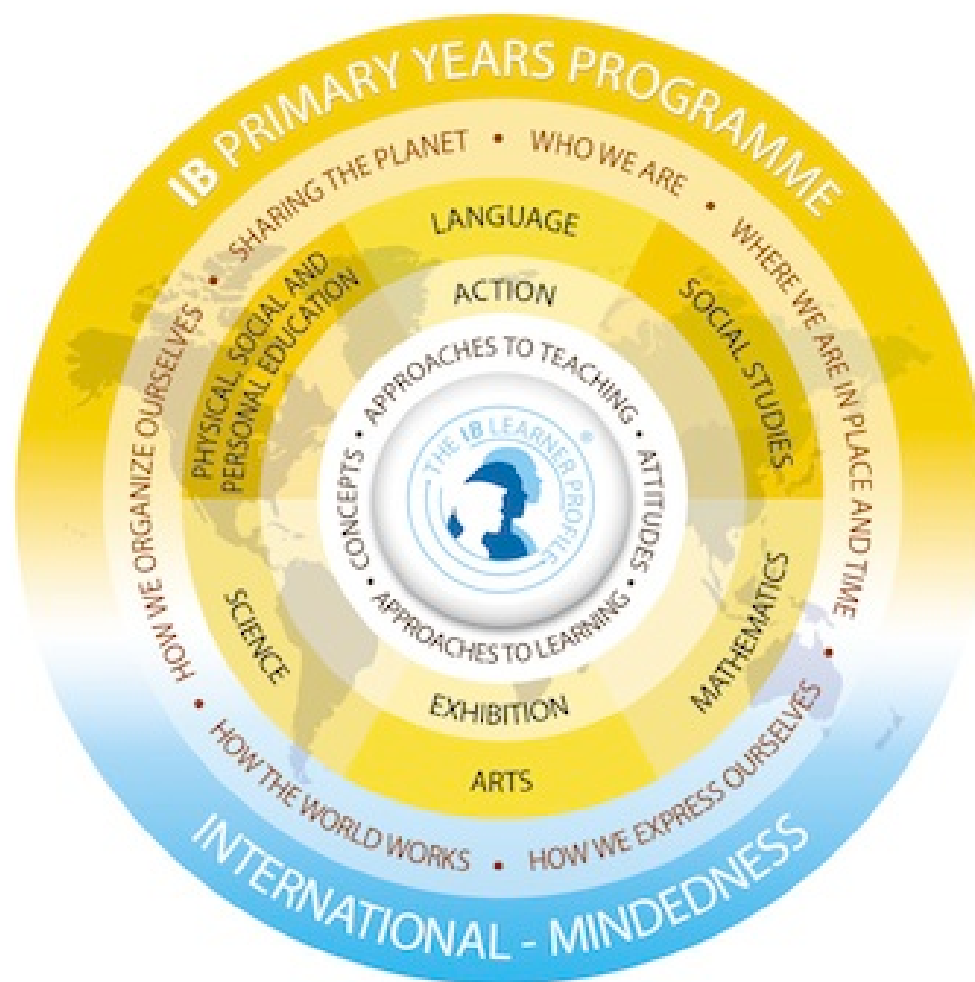 IB PRIMARY YEARS PROGRAMME
SHARING THE PLANET • WHO WE ARE • WHERE WE ARE IN PLACE AND TIME • HOW WE EXPRESS OURSELVES • HOW THE WORLD WORKS • HOW WE ORGANIZE OURSELVES •
LANGUAGE
SOCIAL STUDIES
MATHEMATICS
ARTS
SCIENCE
PHYSICAL, SOCIAL AND
PERSONAL EDUCATION
ACTION
EXHIBITION
APPROACHES TO TEACHING • ATTITUDES • APPROACHES TO LEARNING • CONCEPTS •
THE IB LEARNER PROFILE ®
INTERNATIONAL - MINDEDNESS